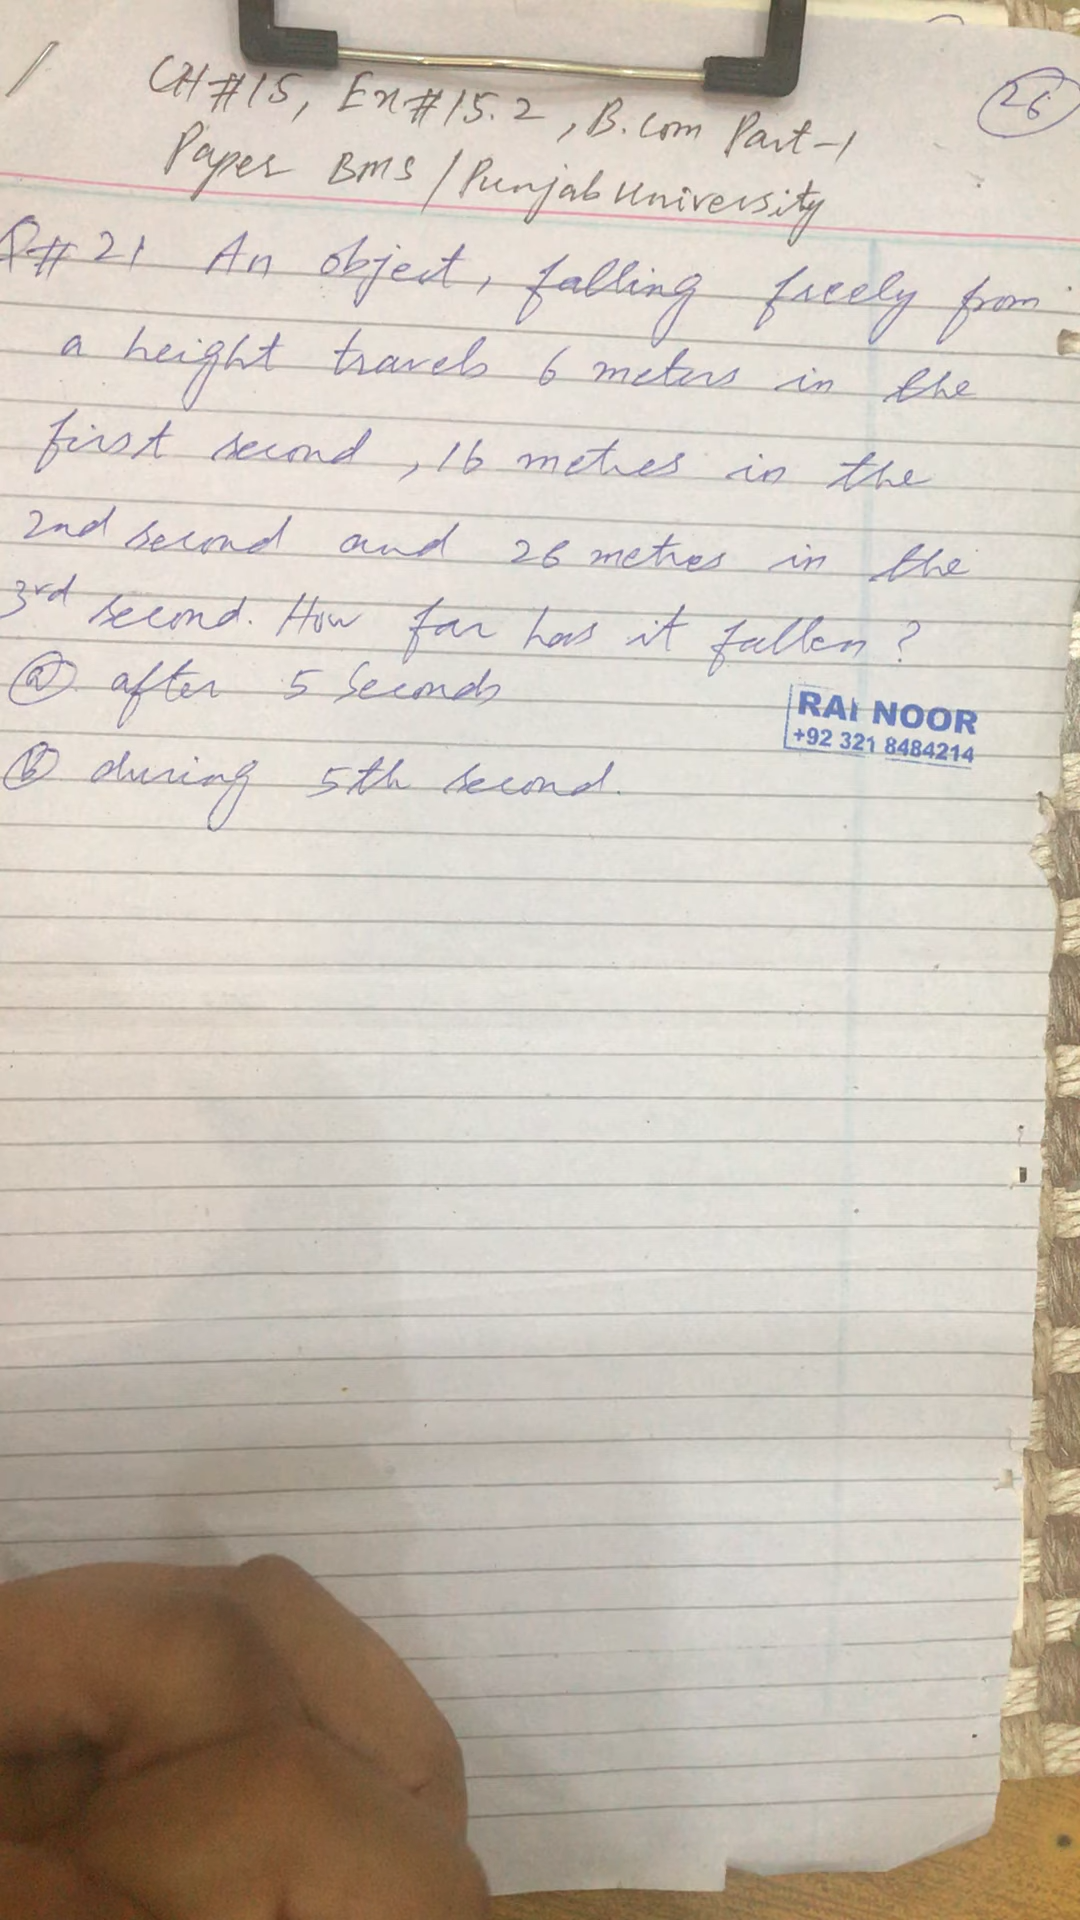 CH#15, Ex#15.2, B.Com Part-1
26
Paper BMS / Punjab University
Q#21 An object, falling freely from
a height travels 6 meters in the
first second, 16 metres in the
2nd second and 26 metres in the
3rd second. How far has it fallen?
(a) after 5 Seconds
RAI NOOR
+92 321 8484214
(b) during 5th second.